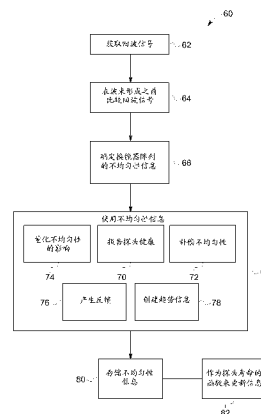 60
获取回波信号
62
在波束形成之前
比较回波信号
64
确定换能器阵列
的不均匀性信息
66
使用不均匀性信息
量化不均匀性
的影响
报告探头健康
补偿不均匀性
74
70
72
76
产生反馈
创建趋势信息
78
80
存储不均匀性
信息
作为探头寿命的
函数来更新信息
82